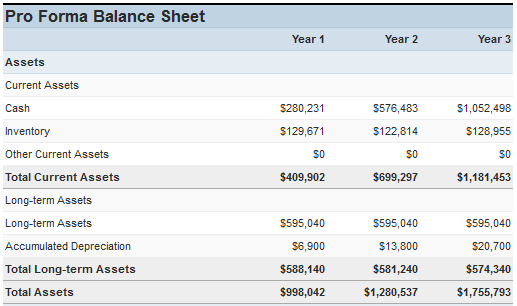 Pro Forma Balance Sheet
Year 1 Year 2 Year 3
Assets
Current Assets
Cash $280,231 $576,483 $1,052,498
Inventory $129,671 $122,814 $128,955
Other Current Assets $0 $0 $0
Total Current Assets $409,902 $699,297 $1,181,453
Long-term Assets
Long-term Assets $595,040 $595,040 $595,040
Accumulated Depreciation $6,900 $13,800 $20,700
Total Long-term Assets $588,140 $581,240 $574,340
Total Assets $998,042 $1,280,537 $1,755,793